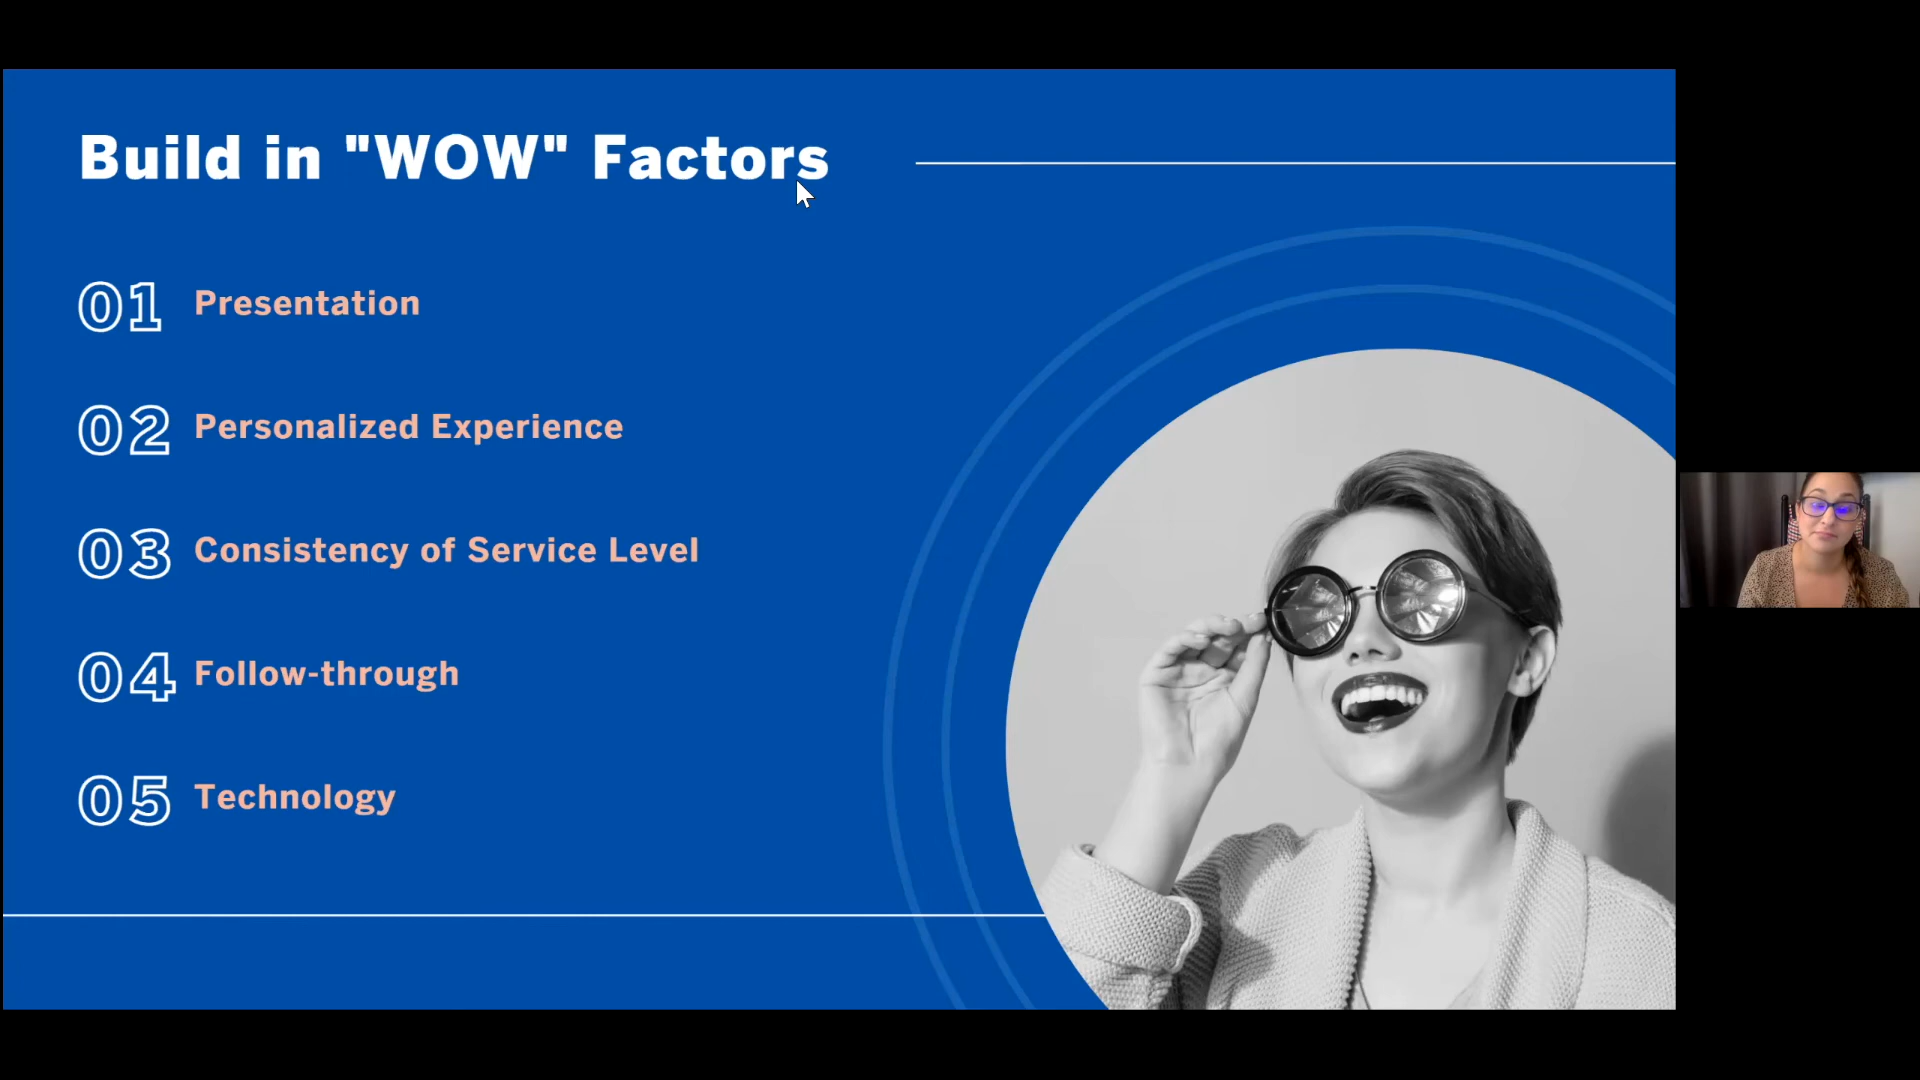 Build in "WOW" Factors
01 Presentation
02 Personalized Experience
03 Consistency of Service Level
04 Follow-through
05 Technology